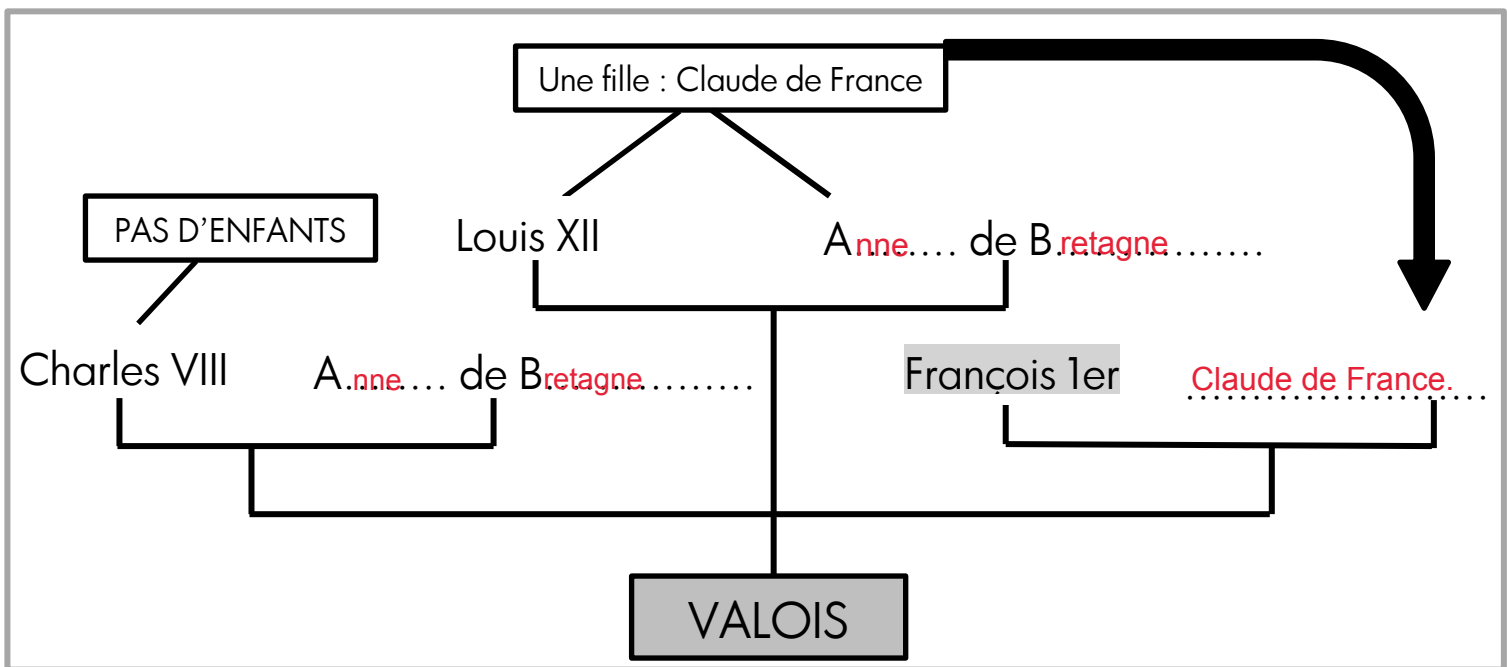 Une fille : Claude de France
PAS D'ENFANTS
Louis XII
Anne..... de Bretagne...............
Charles VIII
A.nne..... de Bretagne...............
François 1er
Claude de France.
VALOIS